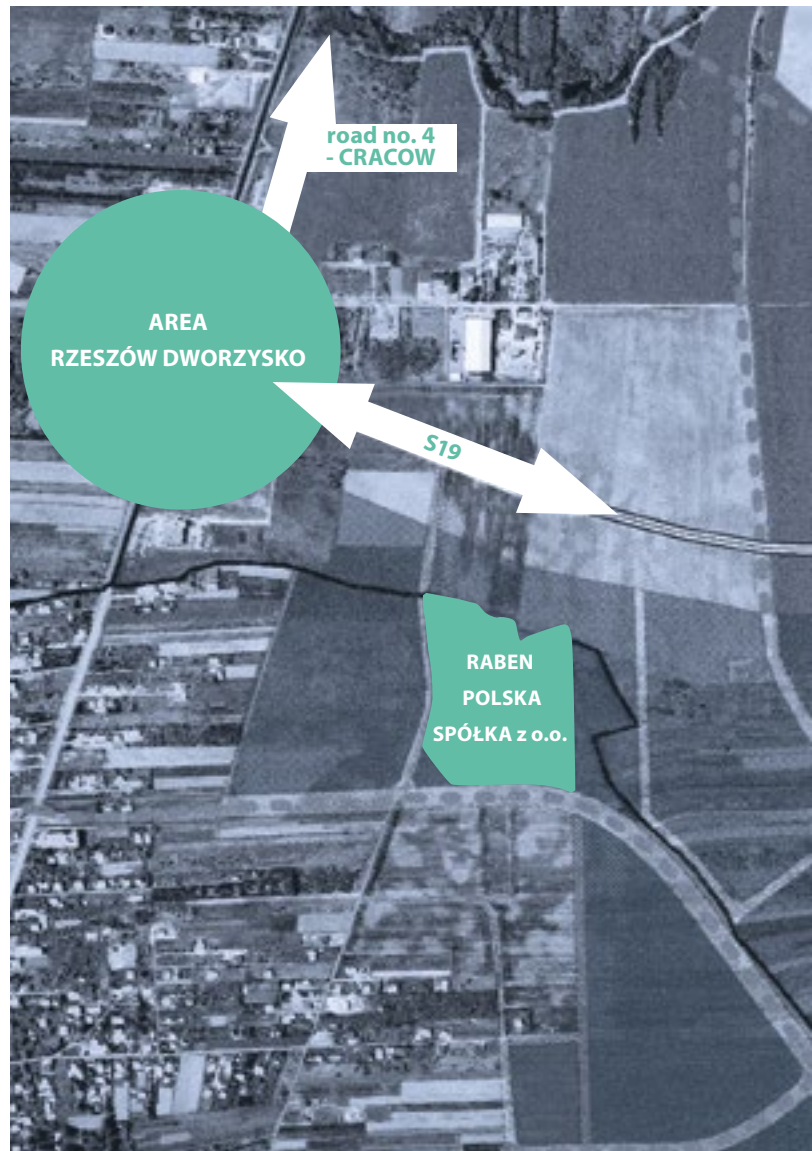 road no. 4
- CRACOW
AREA
RZESZÓW DWORZYSKO
S19
RABEN
POLSKA
SPÓŁKA z o.o.